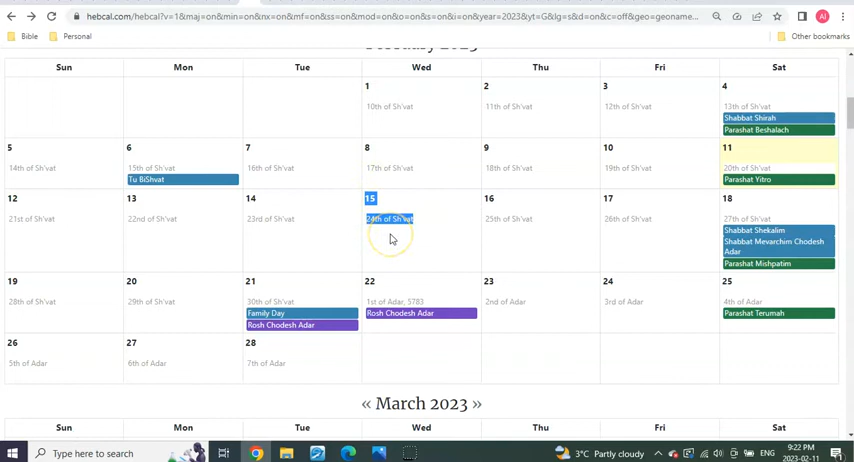 hebcal.com/hebcal?v=1&maj=on&min=on&nx=on&mf=on&ss=on&mod=on&o=on&s=on&i=on&year=2023&yt=G&lg=s&d=on&c=off&geo=geoname...
AI
Bible
Personal
Other bookmarks
February 2023
Sun Mon Tue Wed Thu Fri Sat
1 2 3 4
10th of Sh'vat 11th of Sh'vat 12th of Sh'vat 13th of Sh'vat
Shabbat Shirah
Parashat Beshalach
5 6 7 8 9 10 11
14th of Sh'vat 15th of Sh'vat 16th of Sh'vat 17th of Sh'vat 18th of Sh'vat 19th of Sh'vat 20th of Sh'vat
Tu BiShvat Parashat Yitro
12 13 14 15 16 17 18
21st of Sh'vat 22nd of Sh'vat 23rd of Sh'vat 24th of Sh'vat 25th of Sh'vat 26th of Sh'vat 27th of Sh'vat
Shabbat Shekalim
Shabbat Mevarchim Chodesh
Adar
Parashat Mishpatim
19 20 21 22 23 24 25
28th of Sh'vat 29th of Sh'vat 30th of Sh'vat 1st of Adar, 5783 2nd of Adar 3rd of Adar 4th of Adar
Family Day Rosh Chodesh Adar Parashat Terumah
Rosh Chodesh Adar
26 27 28
5th of Adar 6th of Adar 7th of Adar
« March 2023 »
Sun Mon Tue Wed Thu Fri Sat
Type here to search
3°C Partly cloudy
ENG
9:22 PM
2023-02-11